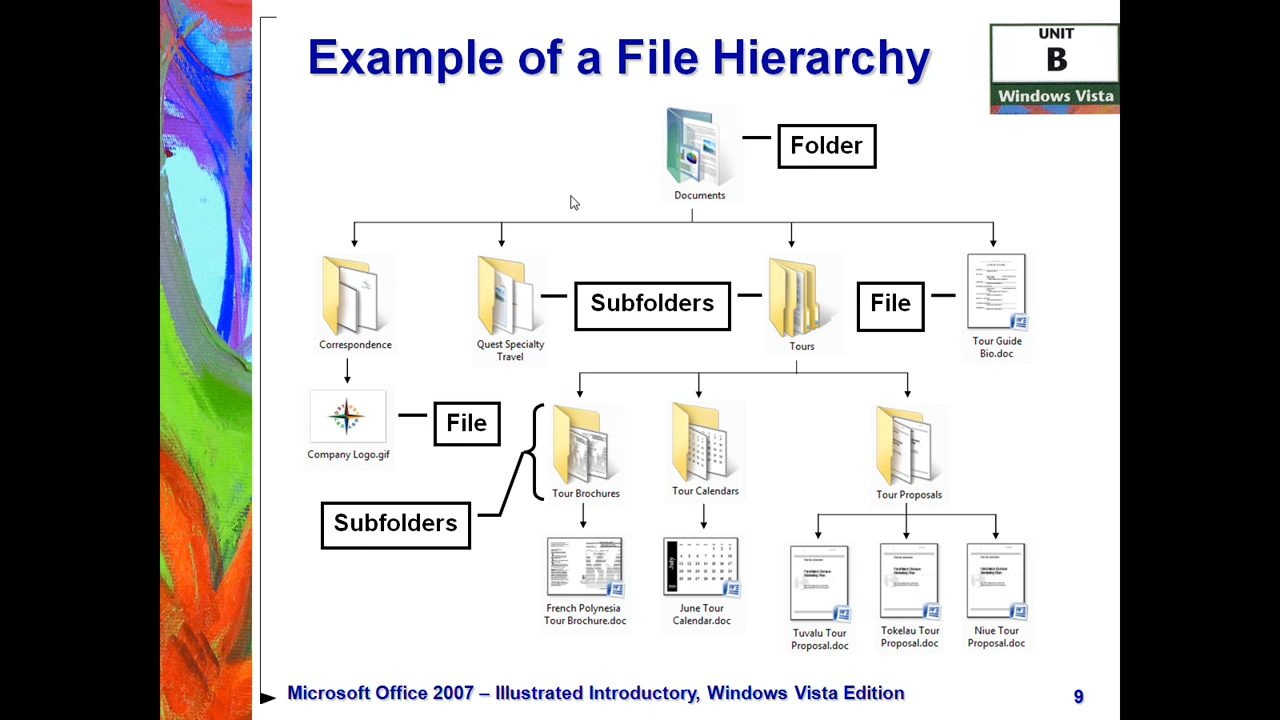 Example of a File Hierarchy
UNIT
B
Windows Vista
Folder
Documents
Subfolders
File
Correspondence
Quest Specialty
Travel
Tours
Tour Guide
Bio.doc
File
Company Logo.gif
Subfolders
Tour Brochures
Tour Calendars
Tour Proposals
French Polynesia
Tour Brochure.doc
June Tour
Calendar.doc
Tuvalu Tour
Proposal.doc
Tokelau Tour
Proposal.doc
Niue Tour
Proposal.doc
Microsoft Office 2007 – Illustrated Introductory, Windows Vista Edition
9